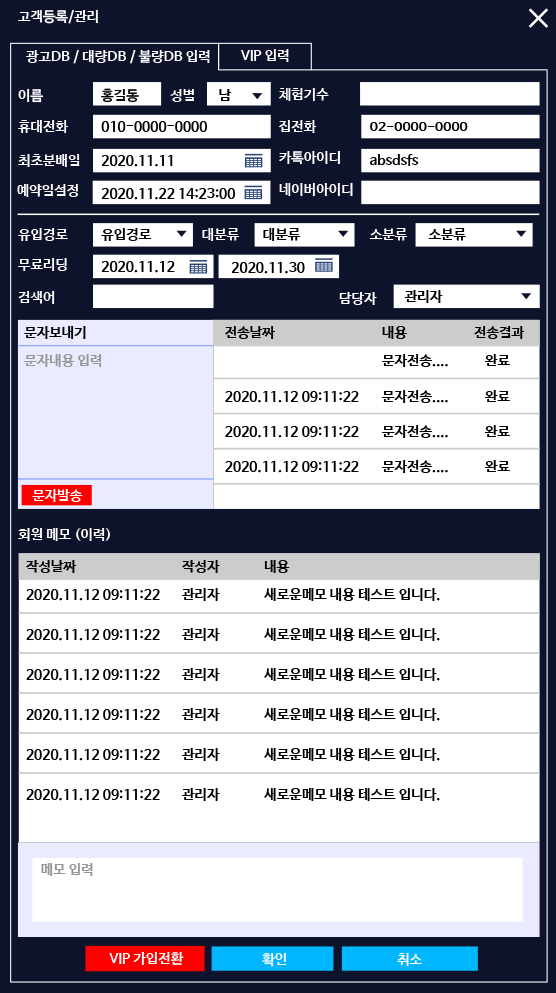 고객등록/관리
광고DB / 대량DB / 불량DB 입력 VIP 입력
이름 홍길동 성별 남 체험기수
휴대전화 010-0000-0000 집전화 02-0000-0000
최초분배일 2020.11.11 카톡아이디 absdsfs
예약일설정 2020.11.22 14:23:00 네이버아이디
유입경로 유입경로 대분류 대분류 소분류 소분류
무료리딩 2020.11.12 2020.11.30
검색어 담당자 관리자
문자보내기 전송날짜 내용 전송결과
문자내용 입력 문자전송.... 완료
2020.11.12 09:11:22 문자전송.... 완료
2020.11.12 09:11:22 문자전송.... 완료
2020.11.12 09:11:22 문자전송.... 완료
문자발송
회원 메모 (이력)
작성날짜 작성자 내용
2020.11.12 09:11:22 관리자 새로운메모 내용 테스트 입니다.
2020.11.12 09:11:22 관리자 새로운메모 내용 테스트 입니다.
2020.11.12 09:11:22 관리자 새로운메모 내용 테스트 입니다.
2020.11.12 09:11:22 관리자 새로운메모 내용 테스트 입니다.
2020.11.12 09:11:22 관리자 새로운메모 내용 테스트 입니다.
2020.11.12 09:11:22 관리자 새로운메모 내용 테스트 입니다.
메모 입력
VIP 가입전환 확인 취소